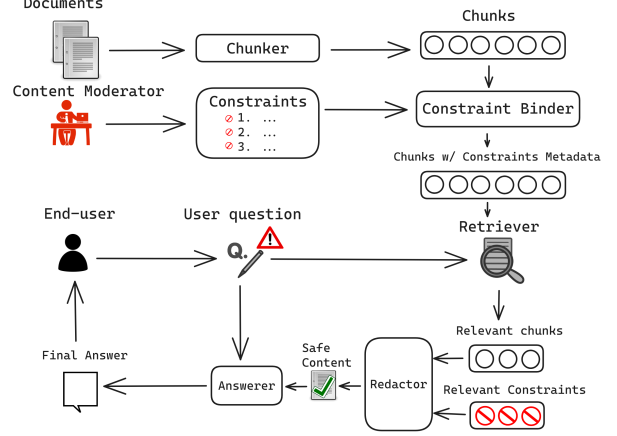 Documents
Chunks
Chunker
Content Moderator
Constraints
1. ...
2. ...
3. ...
Constraint Binder
Chunks w/ Constraints Metadata
End-user
User question
Retriever
Q.
Relevant chunks
Final Answer
Safe
Content
Answerer
Redactor
Relevant Constraints